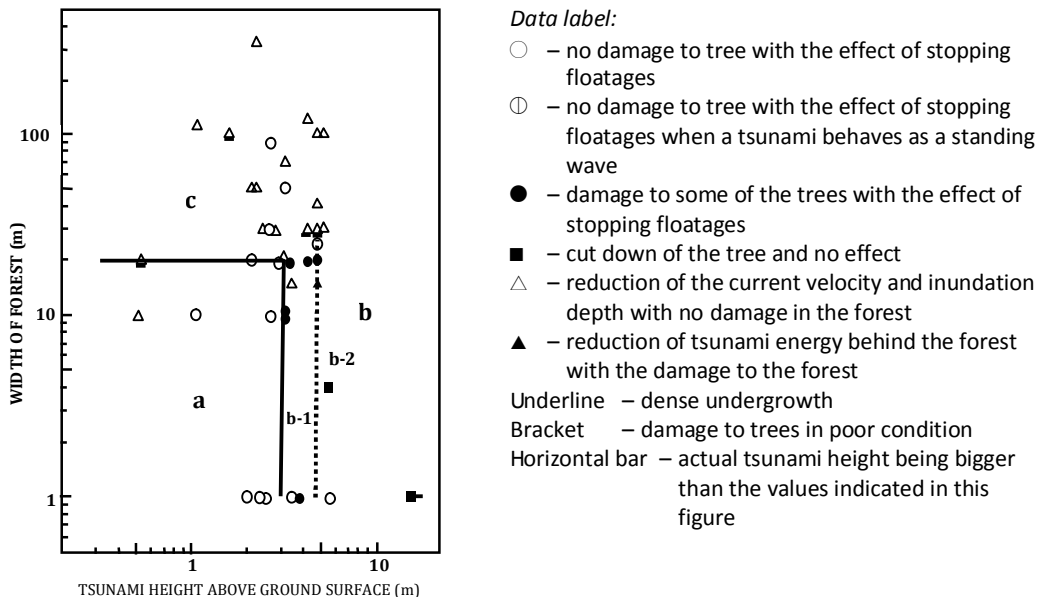 Data label:
– no damage to tree with the effect of stopping
floatages
– no damage to tree with the effect of stopping
floatages when a tsunami behaves as a standing
wave
– damage to some of the trees with the effect of
stopping floatages
– cut down of the tree and no effect
– reduction of the current velocity and inundation
depth with no damage in the forest
– reduction of tsunami energy behind the forest
with the damage to the forest
Underline – dense undergrowth
Bracket – damage to trees in poor condition
Horizontal bar – actual tsunami height being bigger
than the values indicated in this
figure
WIDTH OF FOREST (m)
100
10
1
c
b
a
b-2
b-1
1
10
TSUNAMI HEIGHT ABOVE GROUND SURFACE (m)